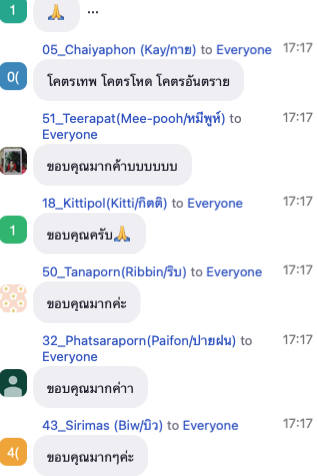 1
🙏
...
05_Chaiyaphon (Kay/กาย) to Everyone 17:17
0(
โคตรเทพ โคตรโหด โคตรอันตราย
51_Teerapat(Mee-pooh/หมีพูห์) to 17:17
Everyone
ขอบคุณมากค้าบบบบบบ
18_Kittipol(Kitti/กิตติ) to Everyone 17:17
1
ขอบคุณครับ🙏
50_Tanaporn(Ribbin/ริบ) to Everyone 17:17
ขอบคุณมากค่ะ
32_Phatsaraporn(Paifon/ปายฝน) to 17:17
Everyone
ขอบคุณมากค่าา
43_Sirimas (Biw/บิว) to Everyone 17:17
4(
ขอบคุณมากๆค่ะ